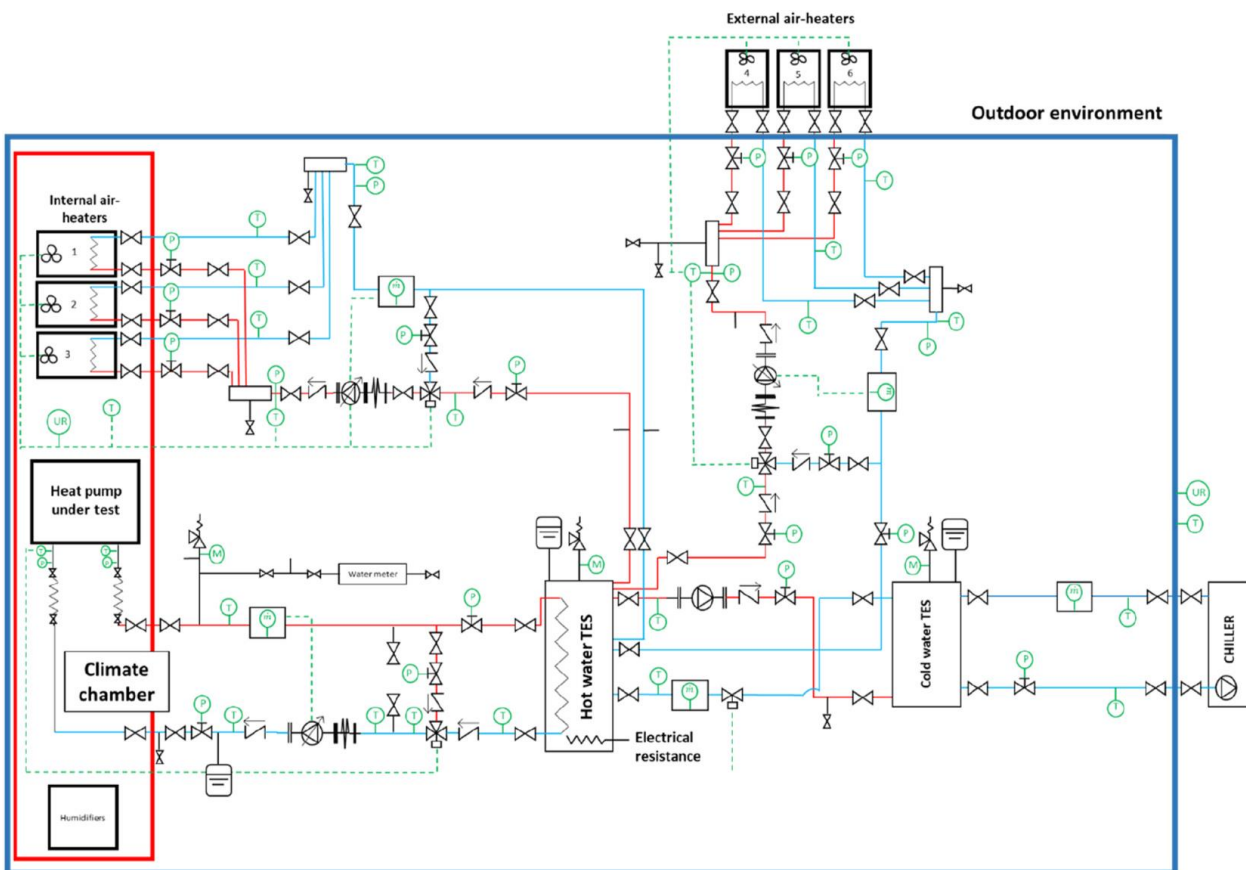 External air-heaters
4
5
6
Outdoor environment
P
P
P
T
T
P
Internal air-
heaters
1
P
T
2
P
T
3
P
T
ṁ
T
P
T
T
P
T
P
P
T
T
P
ṁ
P
T
P
P
P
UR
T
UR
T
Heat pump
under test
T
P
T
P
M
Water meter
T
ṁ
P
P
Climate
chamber
P
T
T
T
T
Humidifiers
M
Hot water TES
Electrical
resistance
T
P
T
ṁ
M
Cold water TES
ṁ
T
P
T
CHILLER